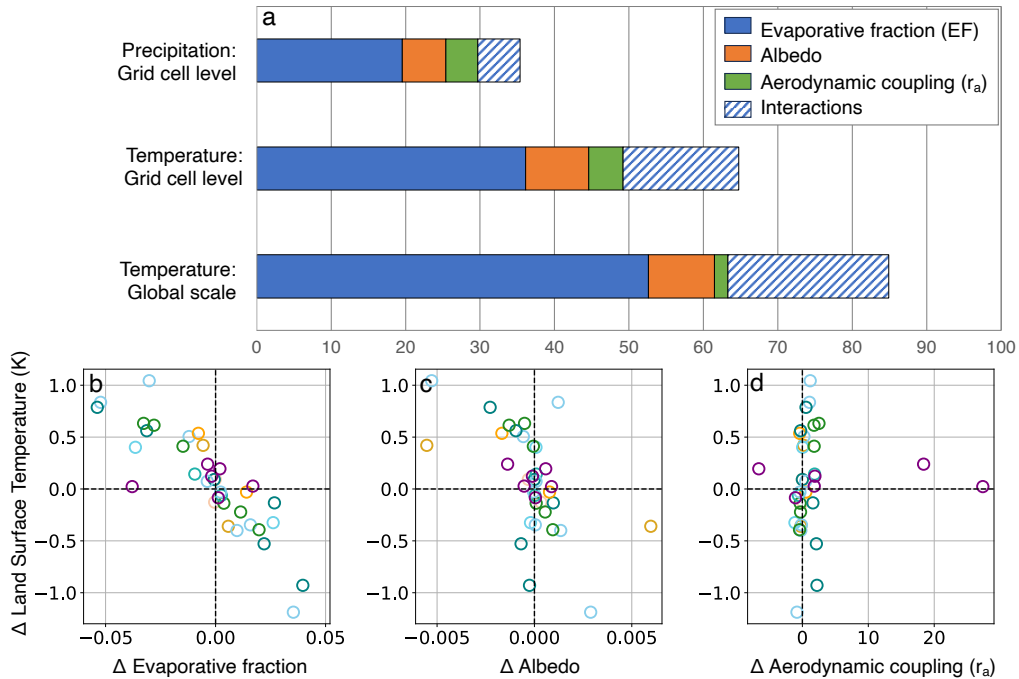 a
Evaporative fraction (EF)
Albedo
Aerodynamic coupling (rₐ)
Interactions
Precipitation:
Grid cell level
Temperature:
Grid cell level
Temperature:
Global scale
0 10 20 30 40 50 60 70 80 90 100
Δ Land Surface Temperature (K)
b
1.0
0.5
0.0
−0.5
−1.0
−0.05 0.00 0.05
Δ Evaporative fraction
c
1.0
0.5
0.0
−0.5
−1.0
−0.005 0.000 0.005
Δ Albedo
d
1.0
0.5
0.0
−0.5
−1.0
0 10 20
Δ Aerodynamic coupling (rₐ)